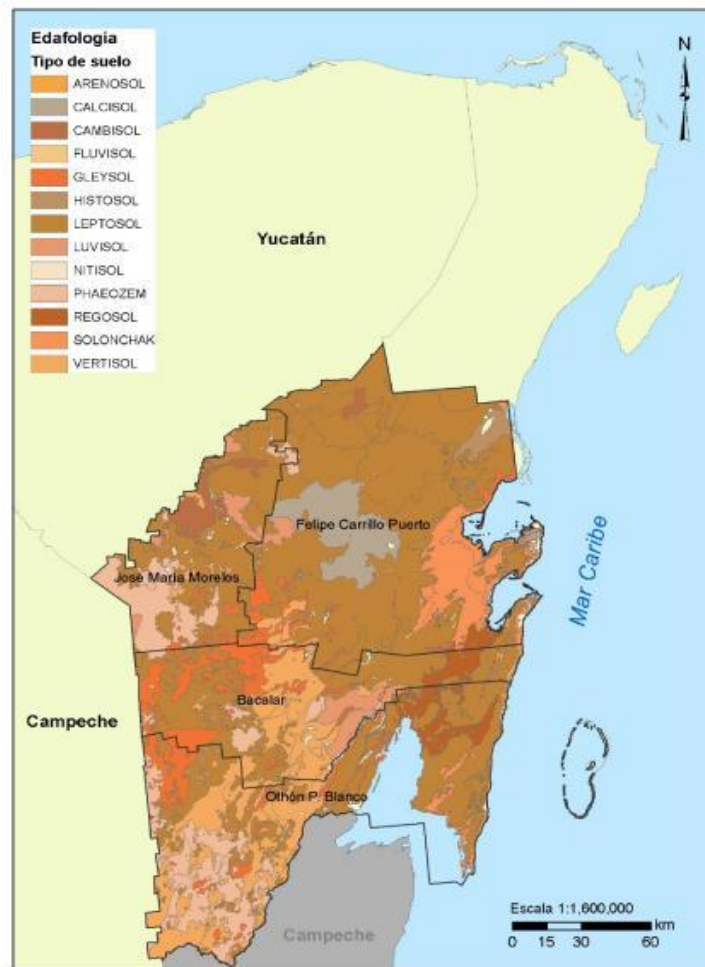 Edafología
Tipo de suelo
ARENOSOL
CALCISOL
CAMBISOL
FLUVISOL
GLEYSOL
HISTOSOL
LEPTOSOL
LUVISOL
NITISOL
PHAEOZEM
REGOSOL
SOLONCHAK
VERTISOL
N
Yucatán
Felipe Carrillo Puerto
José María Morelos
Mar Caribe
Bacalar
Campeche
Othón P. Blanco
Campeche
Escala 1:1,600,000
km
0 15 30 60